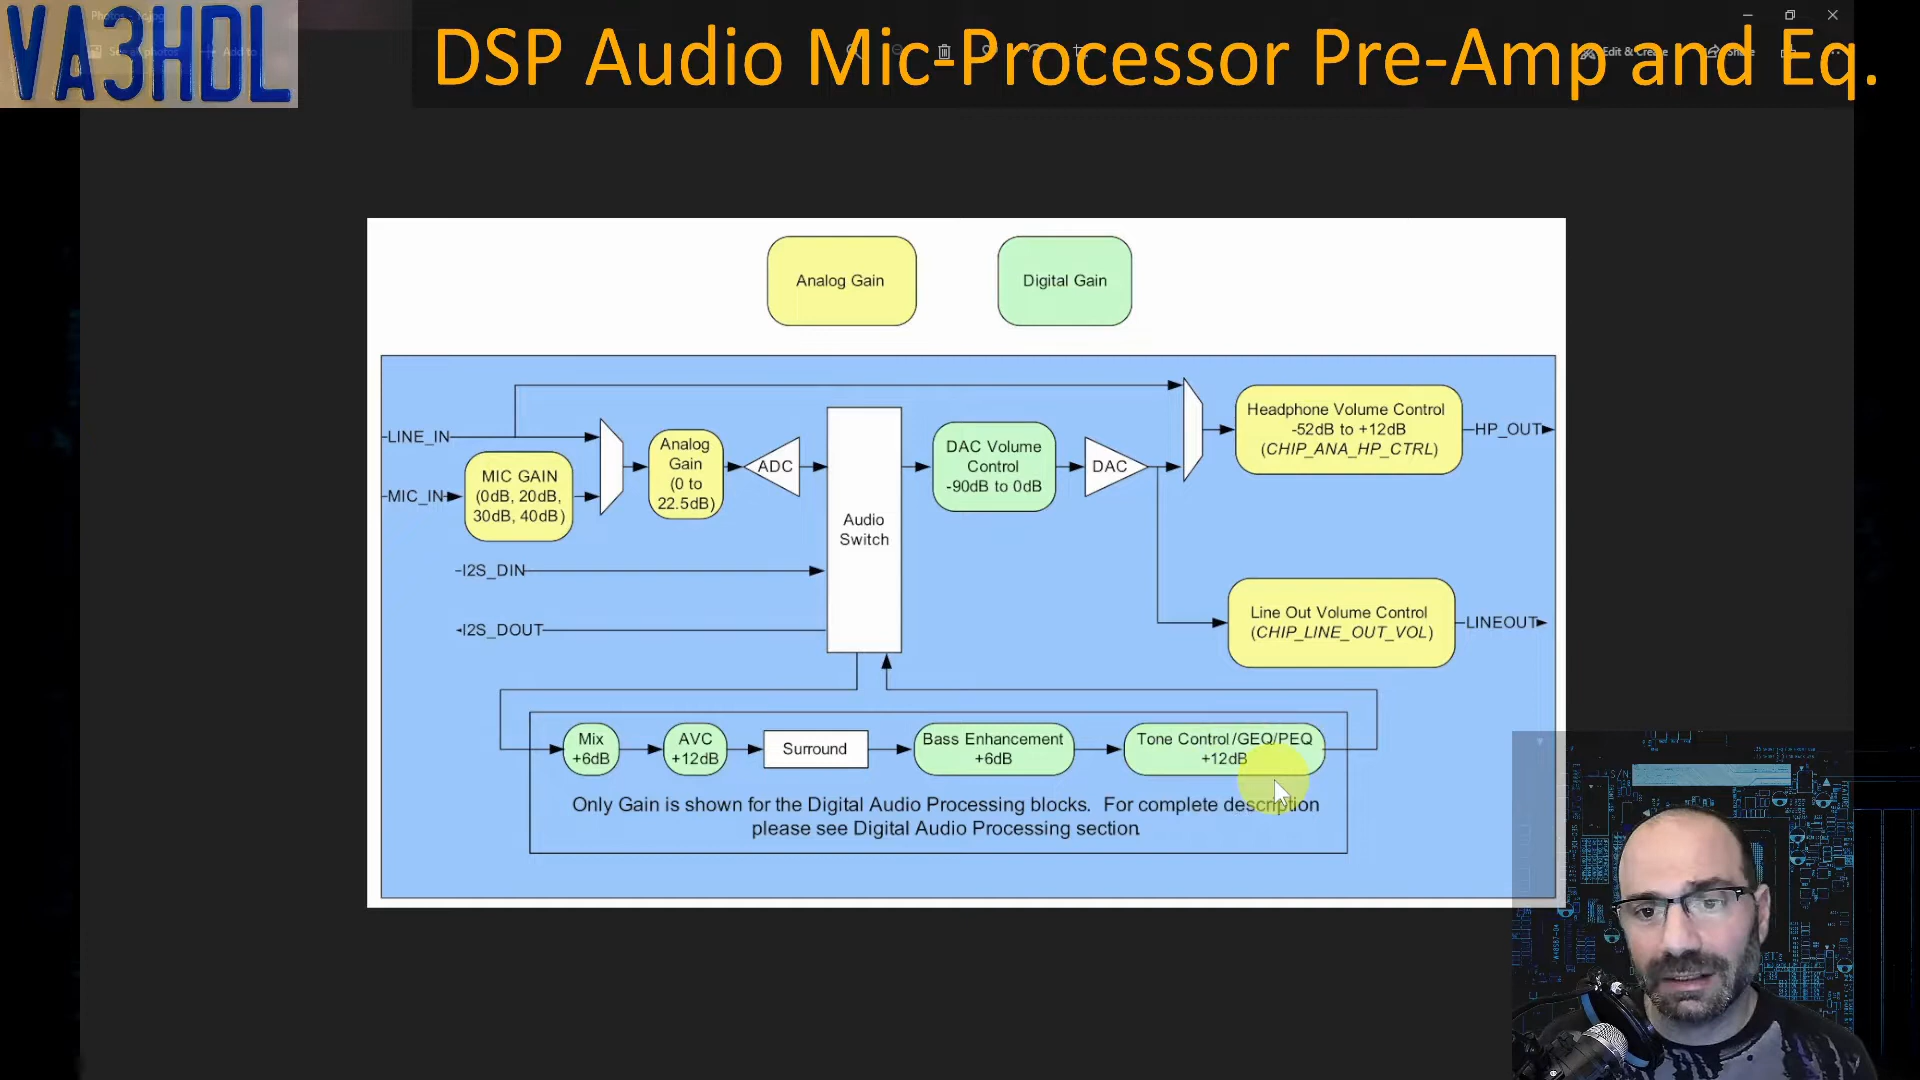 VA3HDL
DSP Audio Mic-Processor Pre-Amp and Eq.
Edit & Create
Share
Analog Gain
Digital Gain
LINE_IN
MIC_IN
MIC GAIN
(0dB, 20dB,
30dB, 40dB)
Analog
Gain
(0 to
22.5dB)
ADC
Audio
Switch
DAC Volume
Control
-90dB to 0dB
DAC
Headphone Volume Control
-52dB to +12dB
(CHIP_ANA_HP_CTRL)
HP_OUT
I2S_DIN
I2S_DOUT
Line Out Volume Control
(CHIP_LINE_OUT_VOL)
LINEOUT
Mix
+6dB
AVC
+12dB
Surround
Bass Enhancement
+6dB
Tone Control/GEQ/PEQ
+12dB
Only Gain is shown for the Digital Audio Processing blocks. For complete description
please see Digital Audio Processing section.